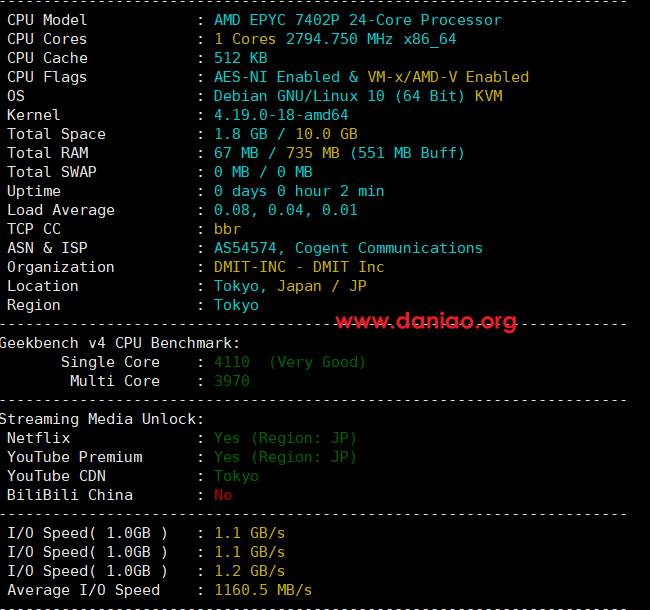 CPU Model : AMD EPYC 7402P 24-Core Processor
CPU Cores : 1 Cores 2794.750 MHz x86_64
CPU Cache : 512 KB
CPU Flags : AES-NI Enabled & VM-x/AMD-V Enabled
OS : Debian GNU/Linux 10 (64 Bit) KVM
Kernel : 4.19.0-18-amd64
Total Space : 1.8 GB / 10.0 GB
Total RAM : 67 MB / 735 MB (551 MB Buff)
Total SWAP : 0 MB / 0 MB
Uptime : 0 days 0 hour 2 min
Load Average : 0.08, 0.04, 0.01
TCP CC : bbr
ASN & ISP : AS54574, Cogent Communications
Organization : DMIT-INC - DMIT Inc
Location : Tokyo, Japan / JP
Region : Tokyo
www.daniao.org
Geekbench v4 CPU Benchmark:
Single Core : 4110 (Very Good)
Multi Core : 3970
Streaming Media Unlock:
Netflix : Yes (Region: JP)
YouTube Premium : Yes (Region: JP)
YouTube CDN : Tokyo
BiliBili China : No
I/O Speed( 1.0GB ) : 1.1 GB/s
I/O Speed( 1.0GB ) : 1.1 GB/s
I/O Speed( 1.0GB ) : 1.2 GB/s
Average I/O Speed : 1160.5 MB/s